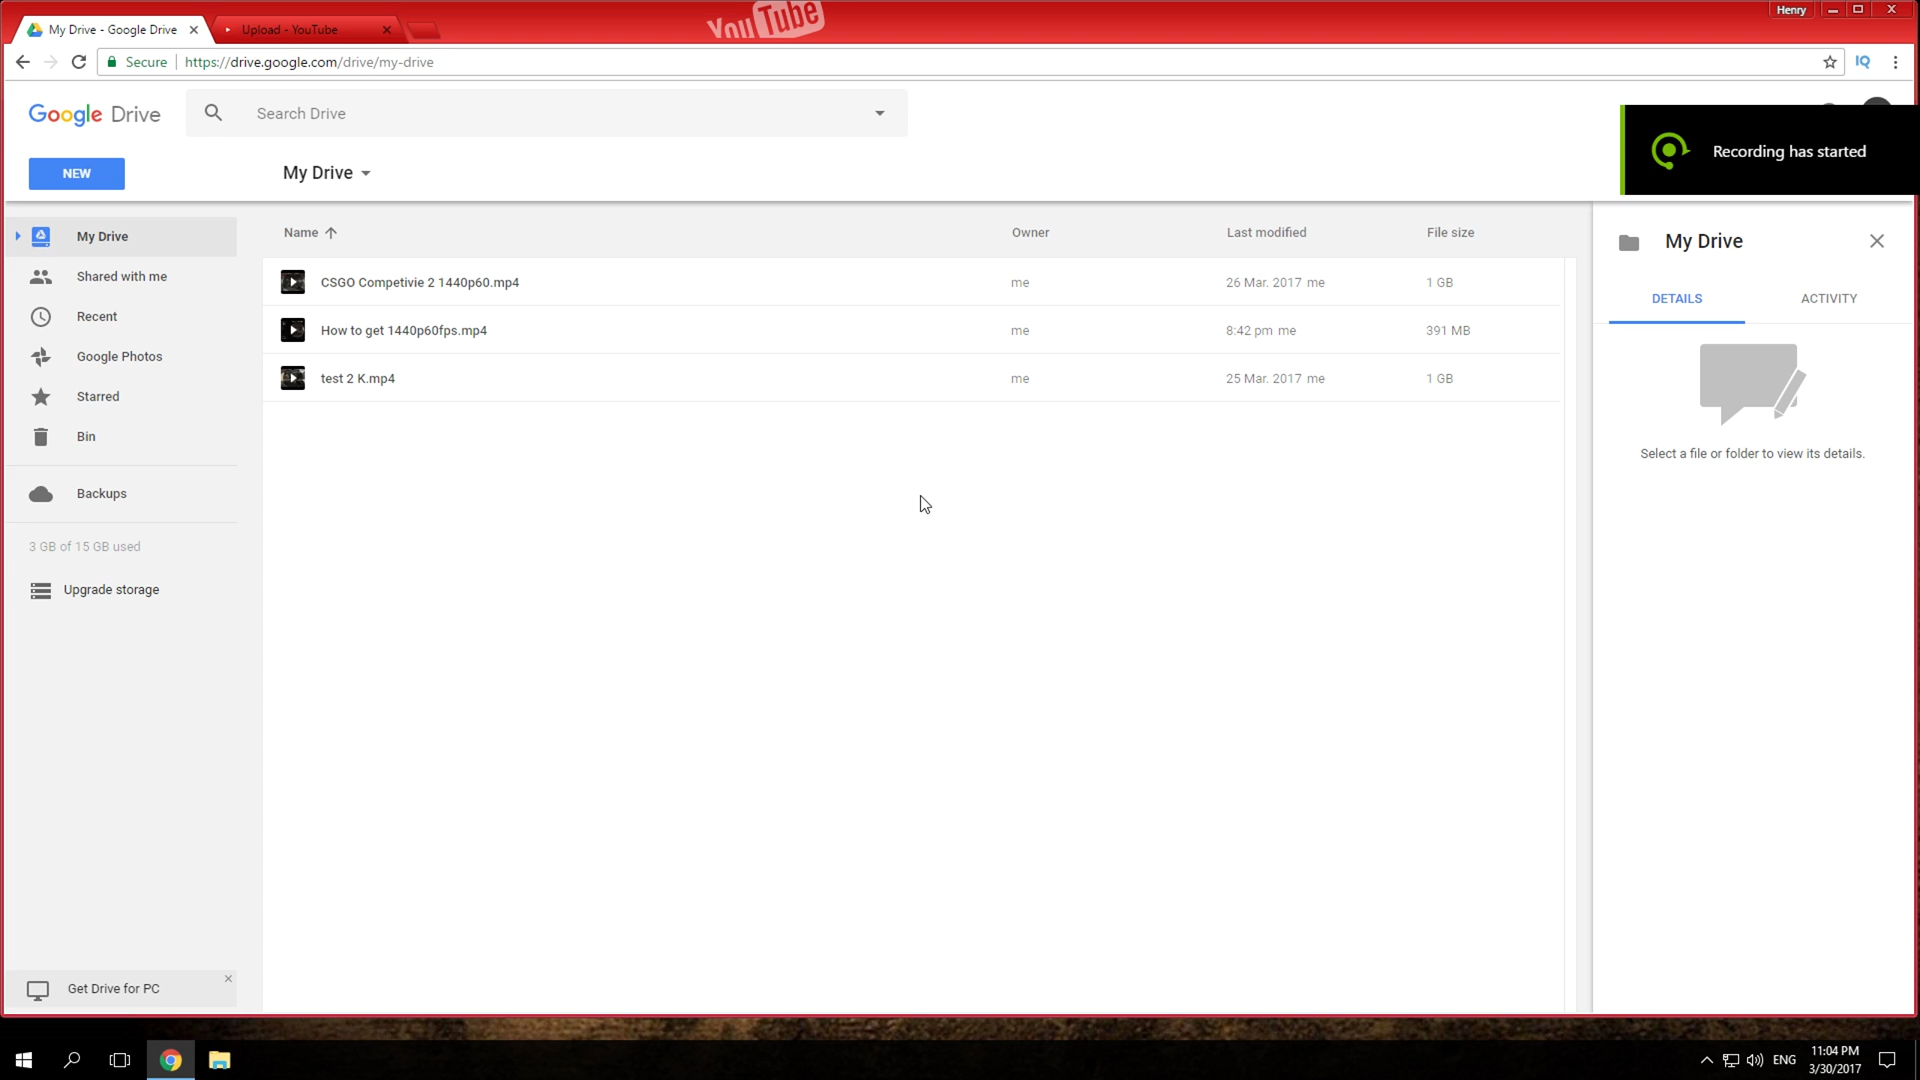 YouTube
Henry
My Drive - Google Drive
Upload - YouTube
Secure
https://drive.google.com/drive/my-drive
IQ
Google Drive
Search Drive
Recording has started
NEW
My Drive
My Drive
Shared with me
Recent
Google Photos
Starred
Bin
Backups
3 GB of 15 GB used
Upgrade storage
Get Drive for PC
Name Owner Last modified File size
CSGO Competivie 2 1440p60.mp4 me 26 Mar. 2017 me 1 GB
How to get 1440p60fps.mp4 me 8:42 pm me 391 MB
test 2 K.mp4 me 25 Mar. 2017 me 1 GB
My Drive
DETAILS ACTIVITY
Select a file or folder to view its details.
ENG
11:04 PM
3/30/2017